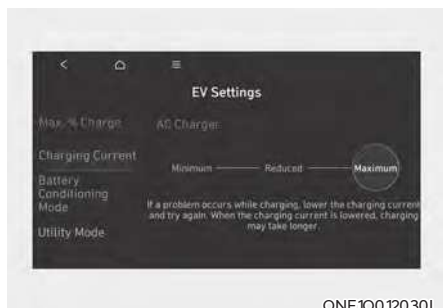 EV Settings
Max. % Charge
AC Charger
Charging Current
Minimum
Reduced
Maximum
Battery
Conditioning
Mode
If a problem occurs while charging, lower the charging current
and try again. When the charging current is lowered, charging
may take longer.
Utility Mode